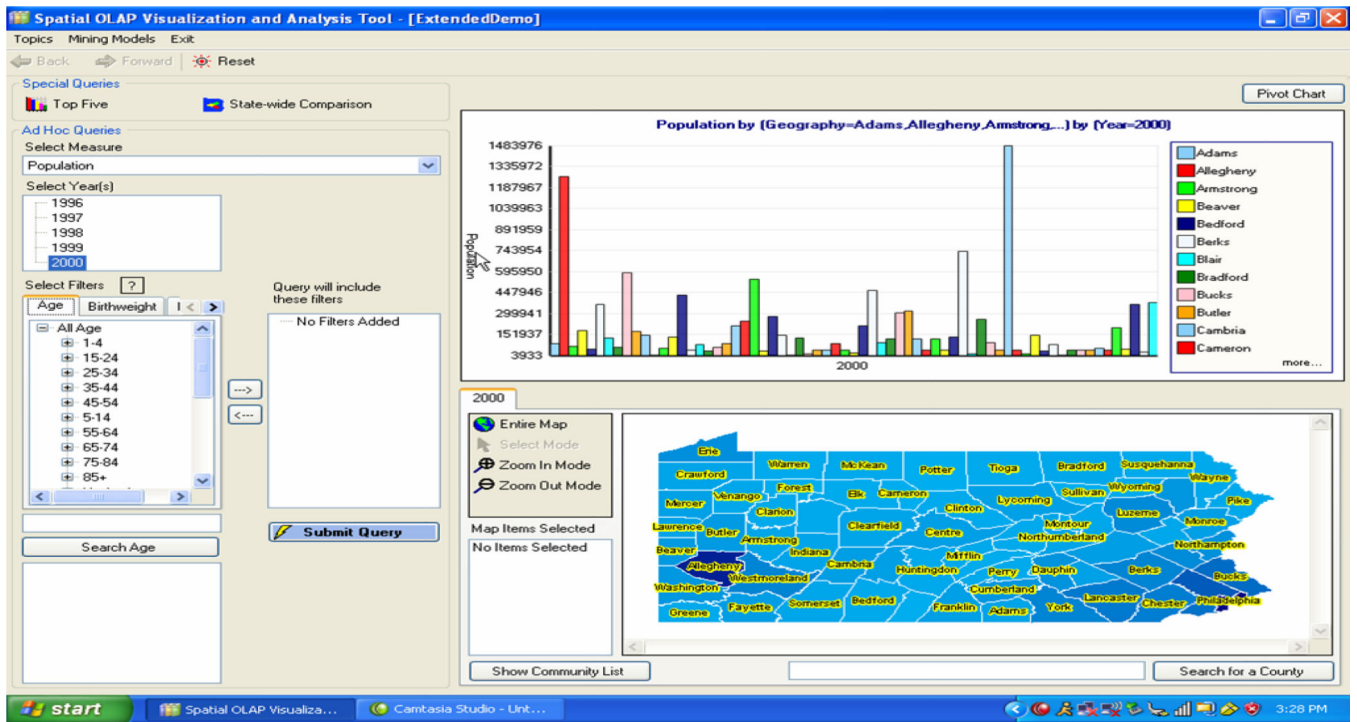 Spatial OLAP Visualization and Analysis Tool - [ExtendedDemo]
Topics Mining Models Exit
Back Forward Reset
Special Queries
Top Five State-wide Comparison
Ad Hoc Queries
Select Measure
Population
Select Year(s)
1996
1997
1998
1999
2000
Select Filters ?
Age Birthweight
All Age
1-4
15-24
25-34
35-44
45-54
5-14
55-64
65-74
75-84
85+
Query will include
these filters
No Filters Added
--->
<---
Search Age
Submit Query
Pivot Chart
Population by (Geography=Adams,Allegheny,Armstrong,...) by (Year=2000)
1483976
1335972
1187967
1039963
891959
743954
595950
447946
299941
151937
3933
Population
2000
Adams
Allegheny
Armstrong
Beaver
Bedford
Berks
Blair
Bradford
Bucks
Butler
Cambria
Cameron
more...
2000
Entire Map
Select Mode
Zoom In Mode
Zoom Out Mode
Map Items Selected
No Items Selected
Erie
Crawford Warren McKean Potter Tioga Bradford Susquehanna Wayne
Mercer Venango Forest Elk Cameron Lycoming Sullivan Wyoming Pike
Clarion Clinton Luzerne Monroe
Lawrence Butler Armstrong Clearfield Centre Montour Northumberland Northampton
Beaver Indiana Mifflin
Allegheny Westmoreland Cambria Huntingdon Perry Dauphin Berks Bucks
Washington Cumberland Lancaster Chester Philadelphia
Greene Fayette Somerset Bedford Franklin Adams York
Show Community List
Search for a County
start
Spatial OLAP Visualiza...
Camtasia Studio - Unt...
3:28 PM